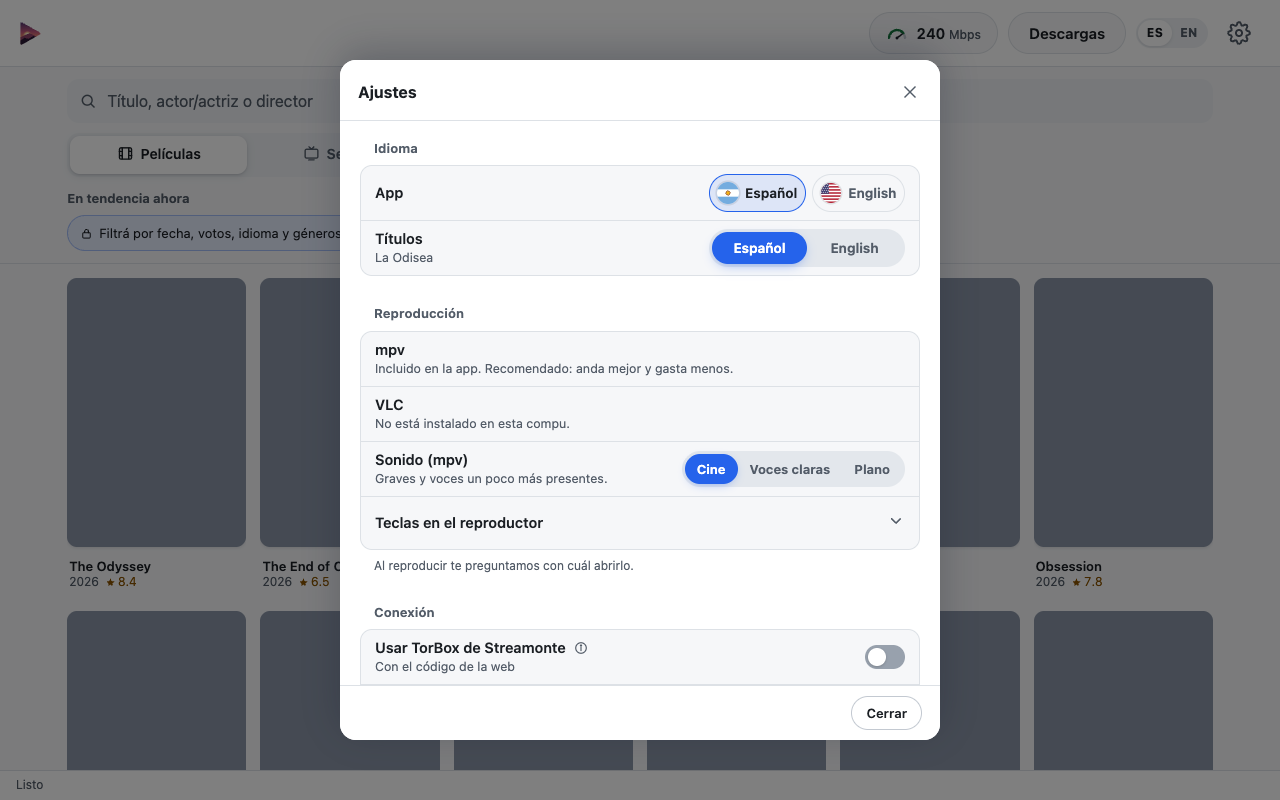 240 Mbps
Descargas
ES EN
Título, actor/actriz o director
Películas
Se
En tendencia ahora
Filtrá por fecha, votos, idioma y géneros
Ajustes
Idioma
App
Español
English
Títulos
La Odisea
Español
English
Reproducción
mpv
Incluido en la app. Recomendado: anda mejor y gasta menos.
VLC
No está instalado en esta compu.
Sonido (mpv)
Graves y voces un poco más presentes.
Cine
Voces claras
Plano
Teclas en el reproductor
Al reproducir te preguntamos con cuál abrirlo.
Conexión
Usar TorBox de Streamonte
Con el código de la web
Cerrar
The Odyssey
2026 ★ 8.4
The End of O
2026 ★ 6.5
Obsession
2026 ★ 7.8
Listo